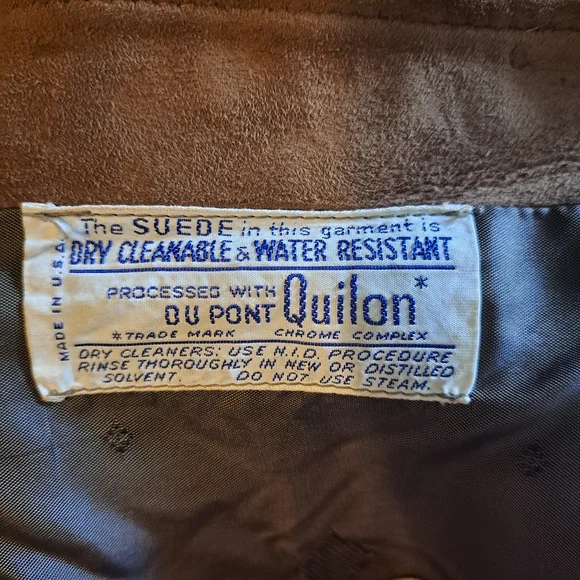 The SUEDE in this garment is
DRY CLEANABLE & WATER RESISTANT
PROCESSED WITH
DU PONT Quilon*
*TRADE MARK CHROME COMPLEX
DRY CLEANERS: USE N.I.D. PROCEDURE
RINSE THOROUGHLY IN NEW OR DISTILLED
SOLVENT. DO NOT USE STEAM.
MADE IN U.S.A.